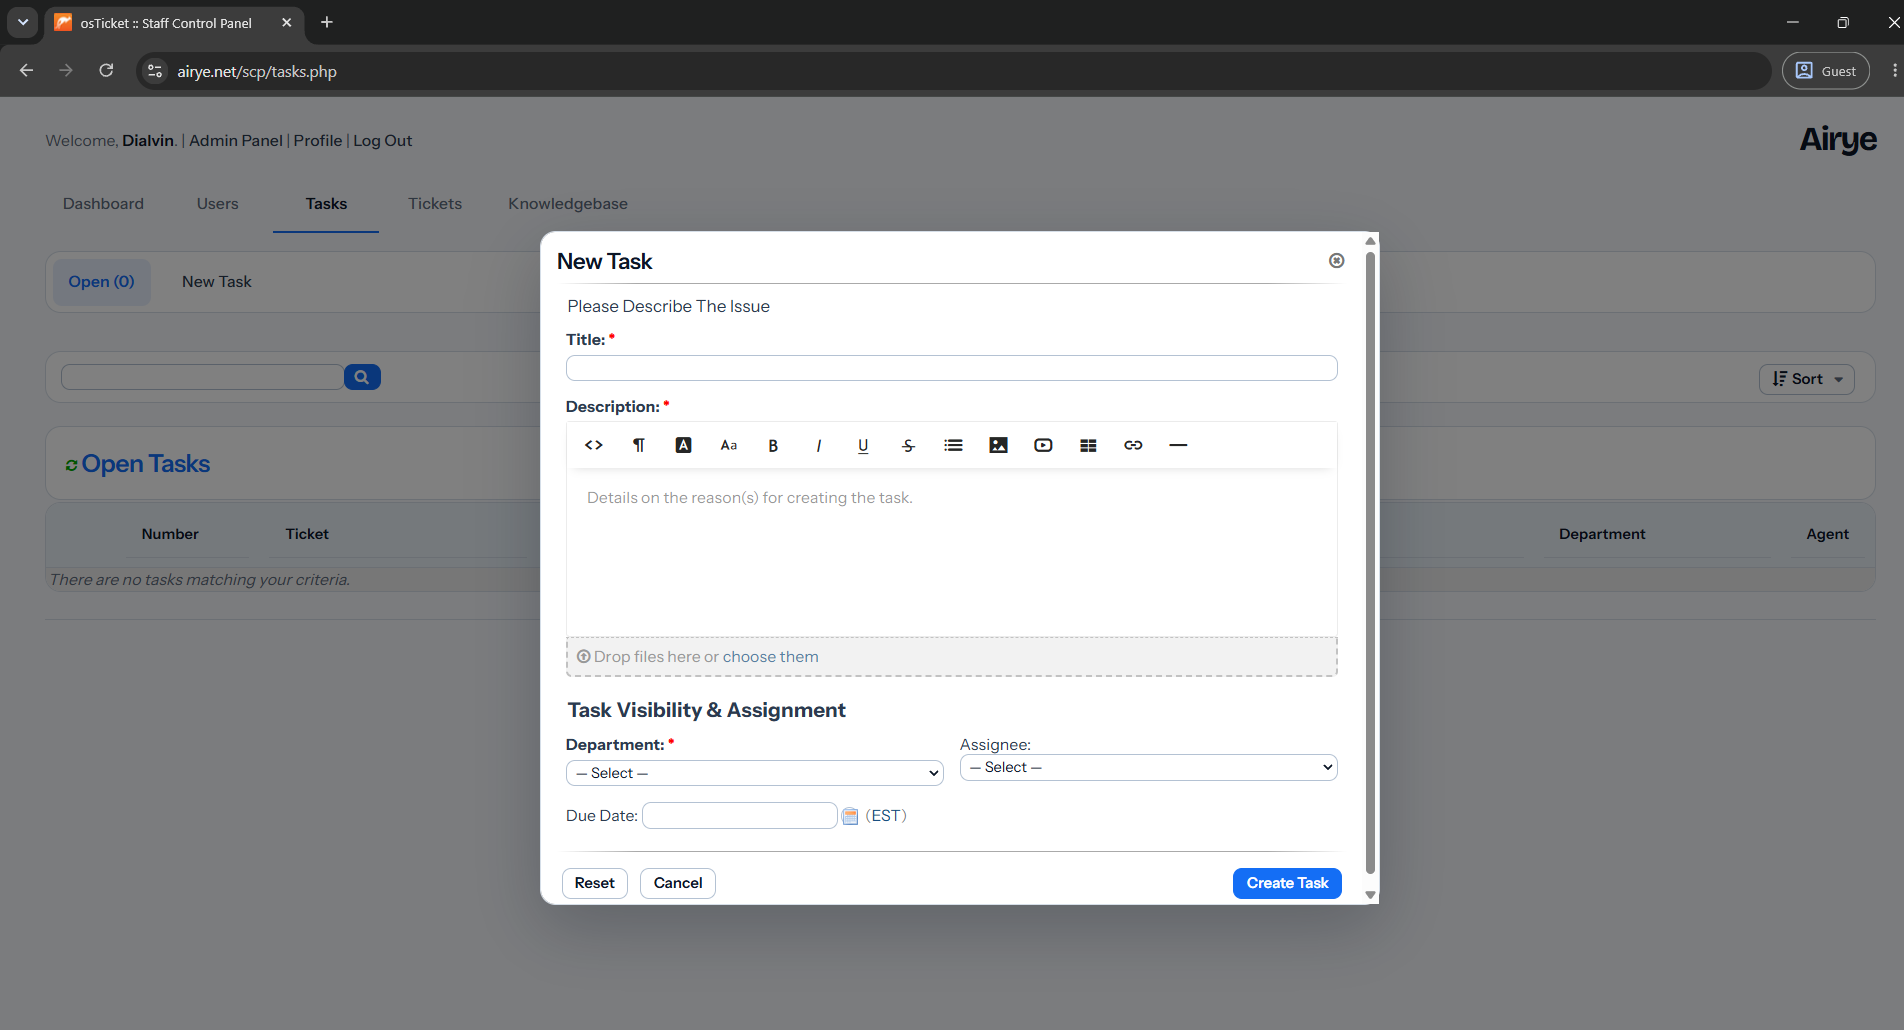 osTicket :: Staff Control Panel
airye.net/scp/tasks.php
Guest
Welcome, Dialvin. | Admin Panel | Profile | Log Out
Airye
Dashboard
Users
Tasks
Tickets
Knowledgebase
Open (0)
New Task
Sort
Open Tasks
Number
Ticket
Department
Agent
There are no tasks matching your criteria.
New Task
Please Describe The Issue
Title: *
Description: *
A
Aa
B
I
U
S
Details on the reason(s) for creating the task.
Drop files here or choose them
Task Visibility & Assignment
Department: *
Assignee:
— Select —
— Select —
Due Date:
(EST)
Reset
Cancel
Create Task